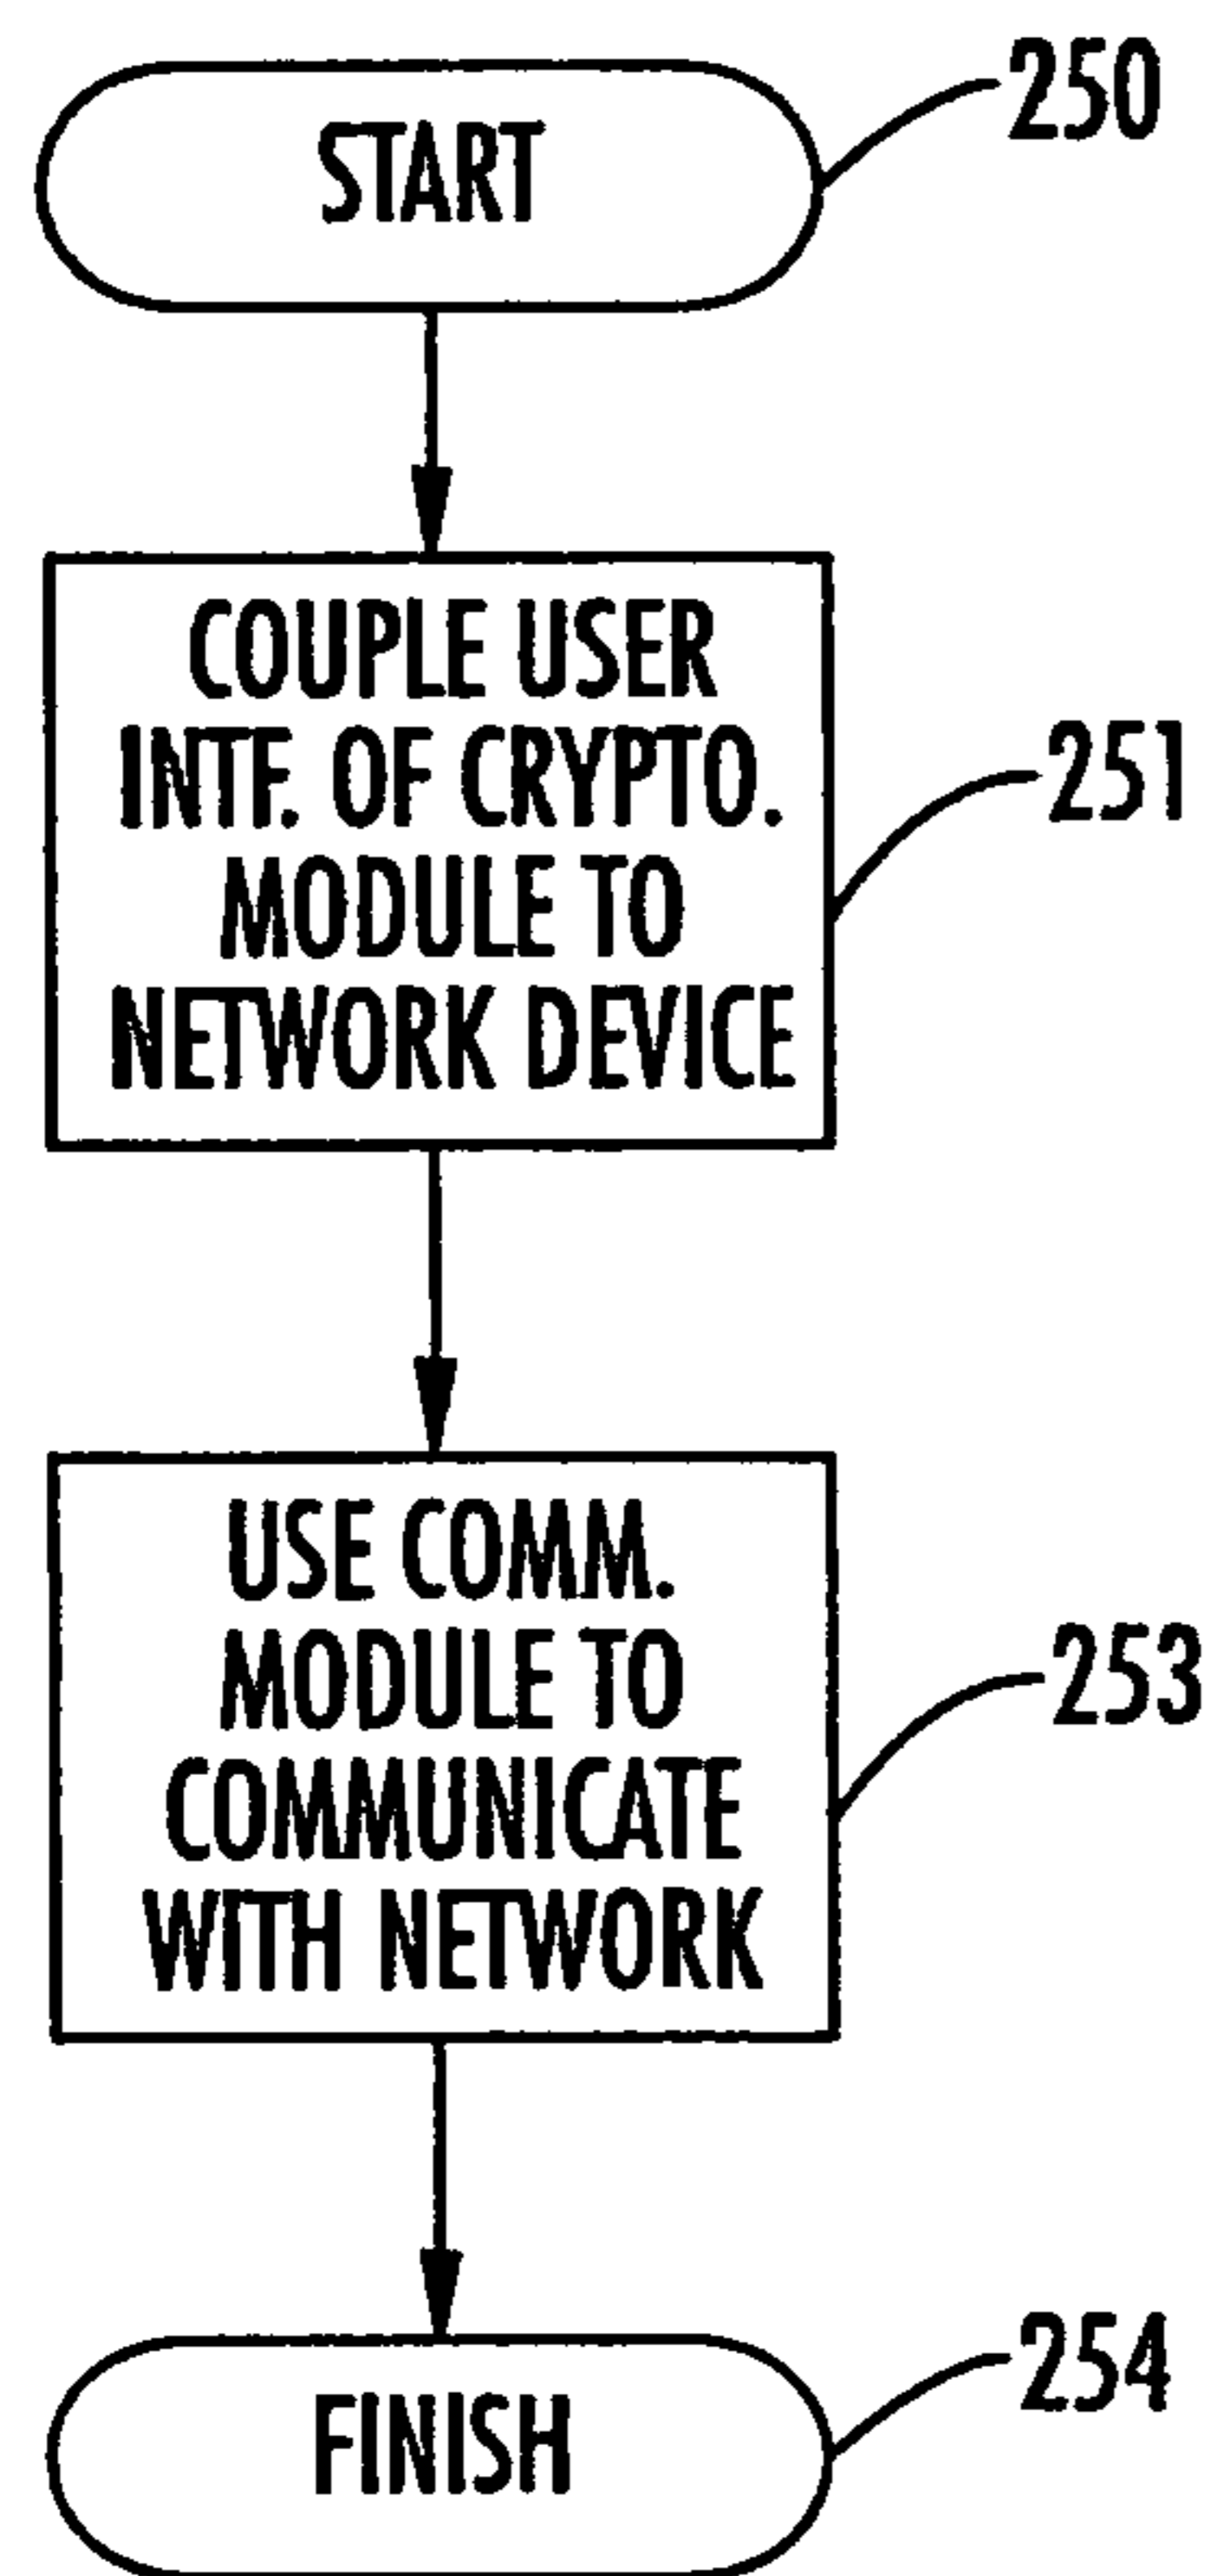 START
250
COUPLE USER
INTF. OF CRYPTO.
MODULE TO
NETWORK DEVICE
251
USE COMM.
MODULE TO
COMMUNICATE
WITH NETWORK
253
FINISH
254